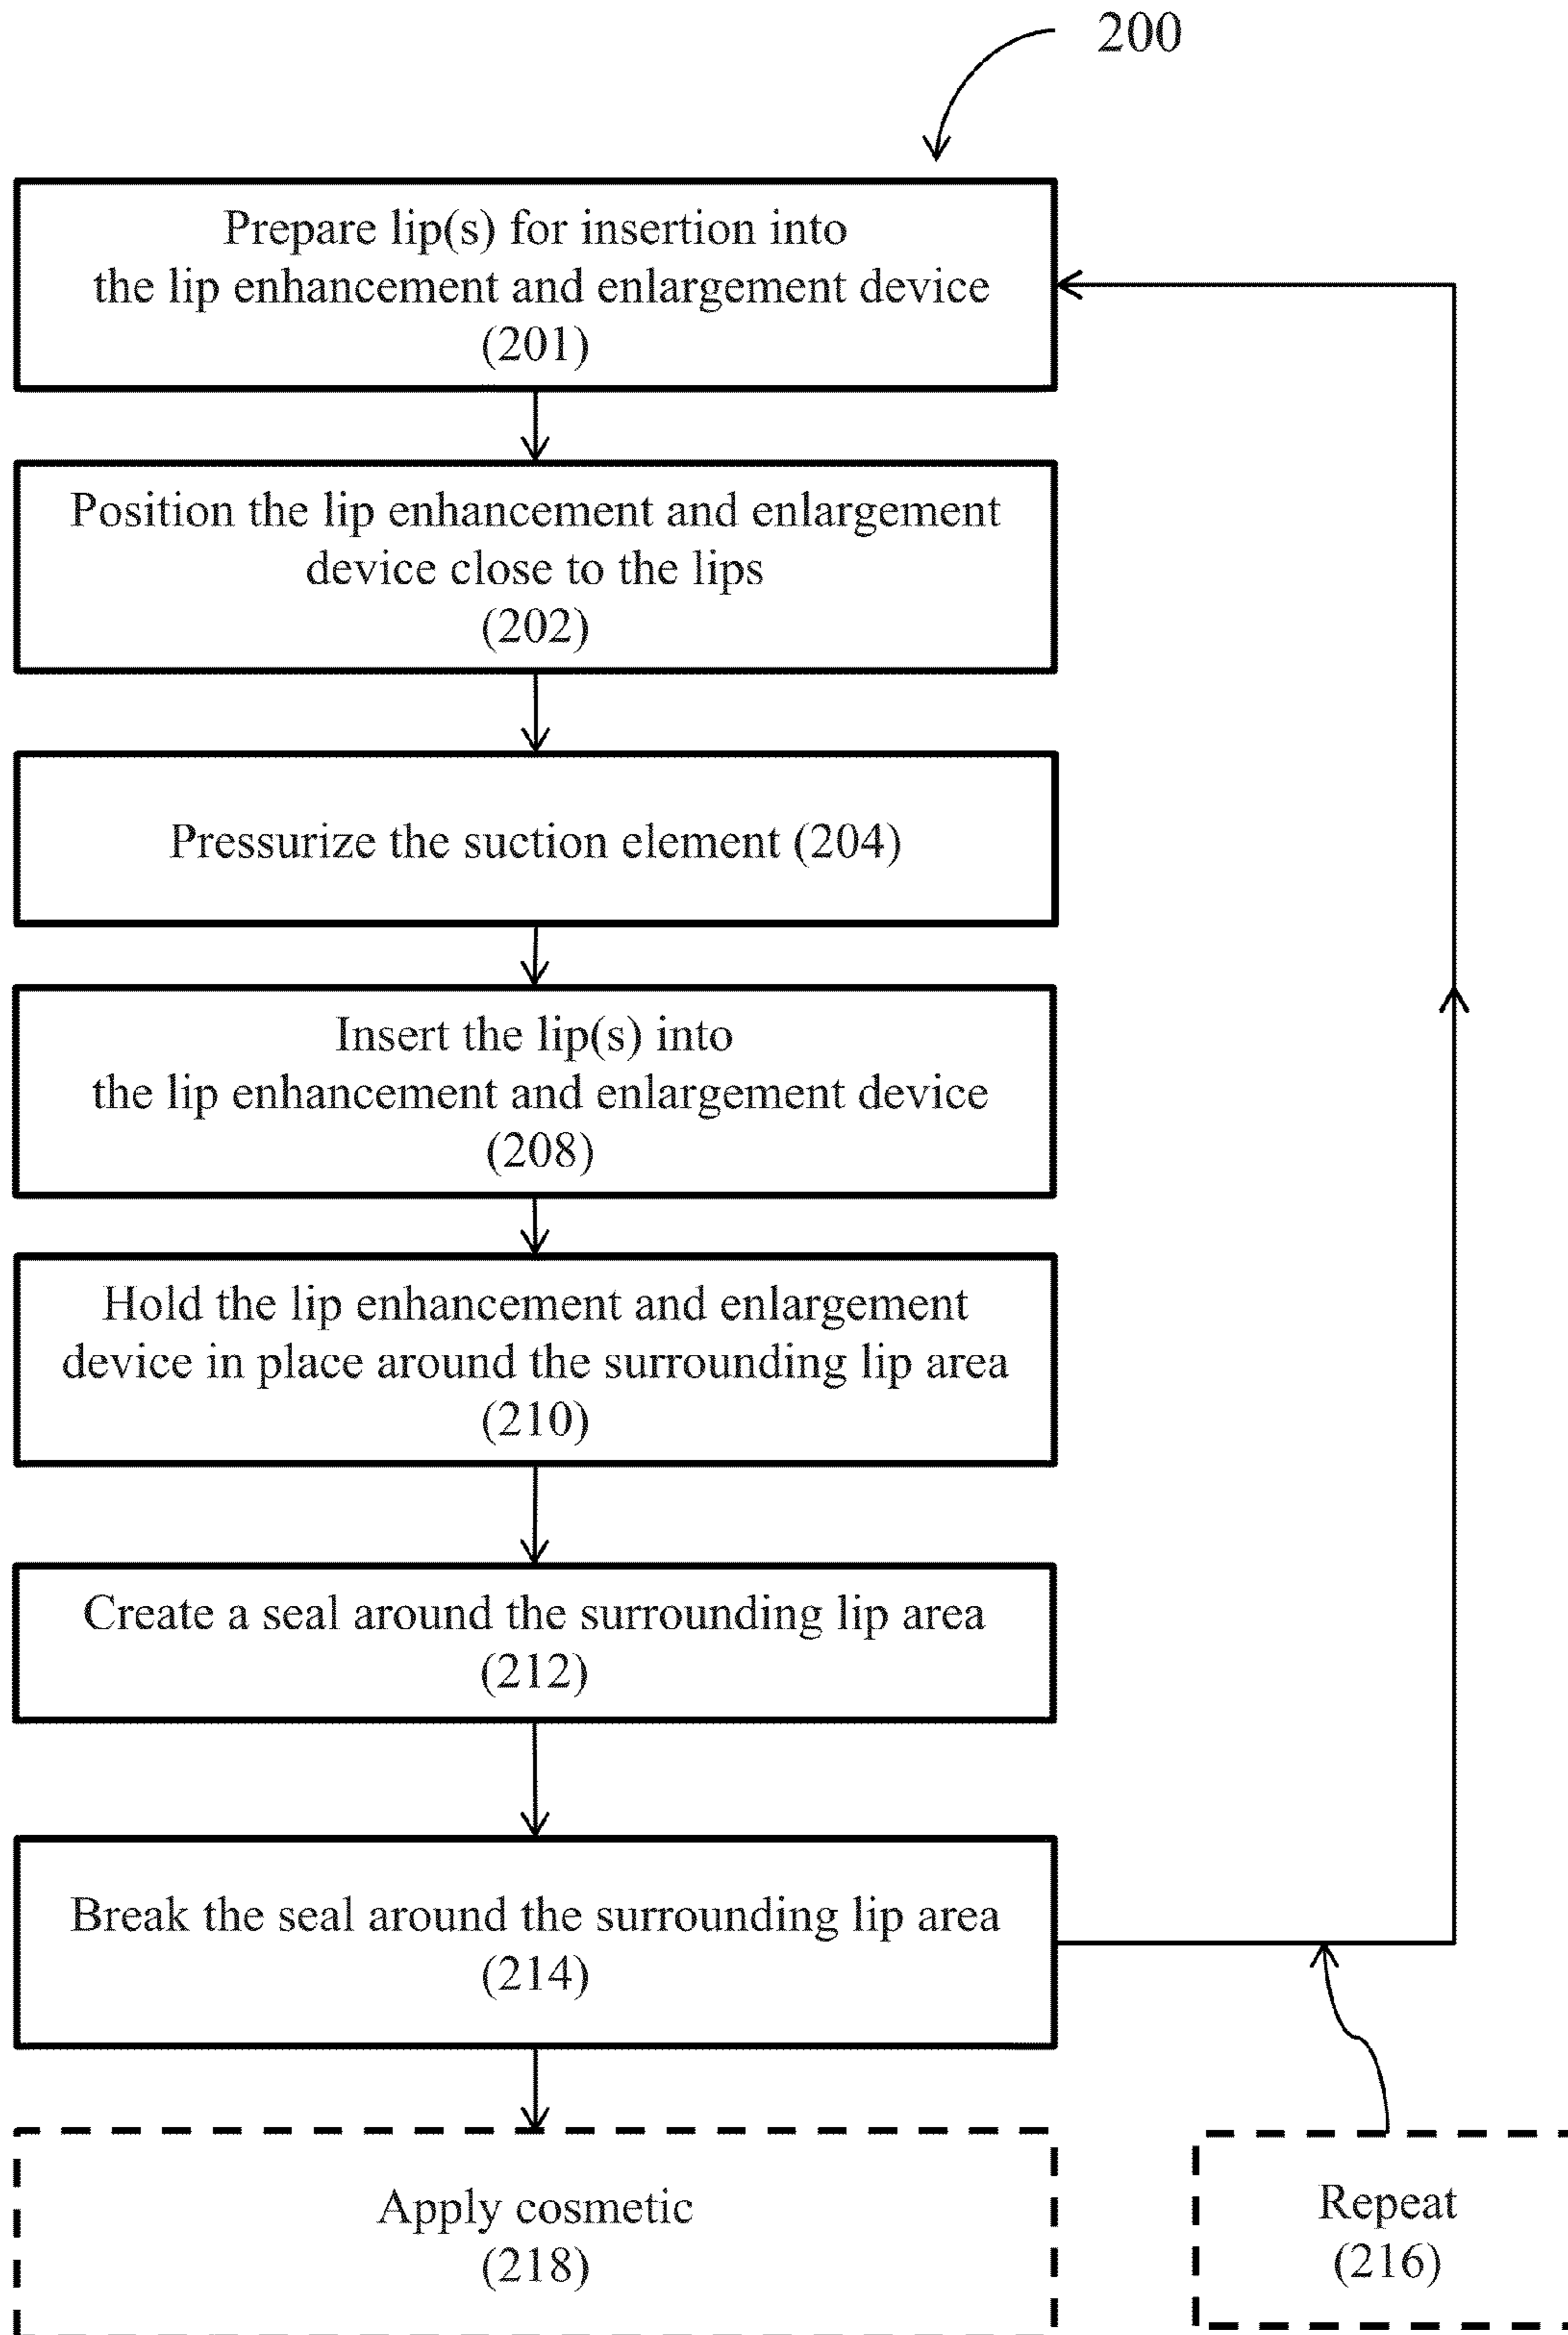 200
Prepare lip(s) for insertion into
the lip enhancement and enlargement device
(201)
Position the lip enhancement and enlargement
device close to the lips
(202)
Pressurize the suction element (204)
Insert the lip(s) into
the lip enhancement and enlargement device
(208)
Hold the lip enhancement and enlargement
device in place around the surrounding lip area
(210)
Create a seal around the surrounding lip area
(212)
Break the seal around the surrounding lip area
(214)
Apply cosmetic
(218)
Repeat
(216)